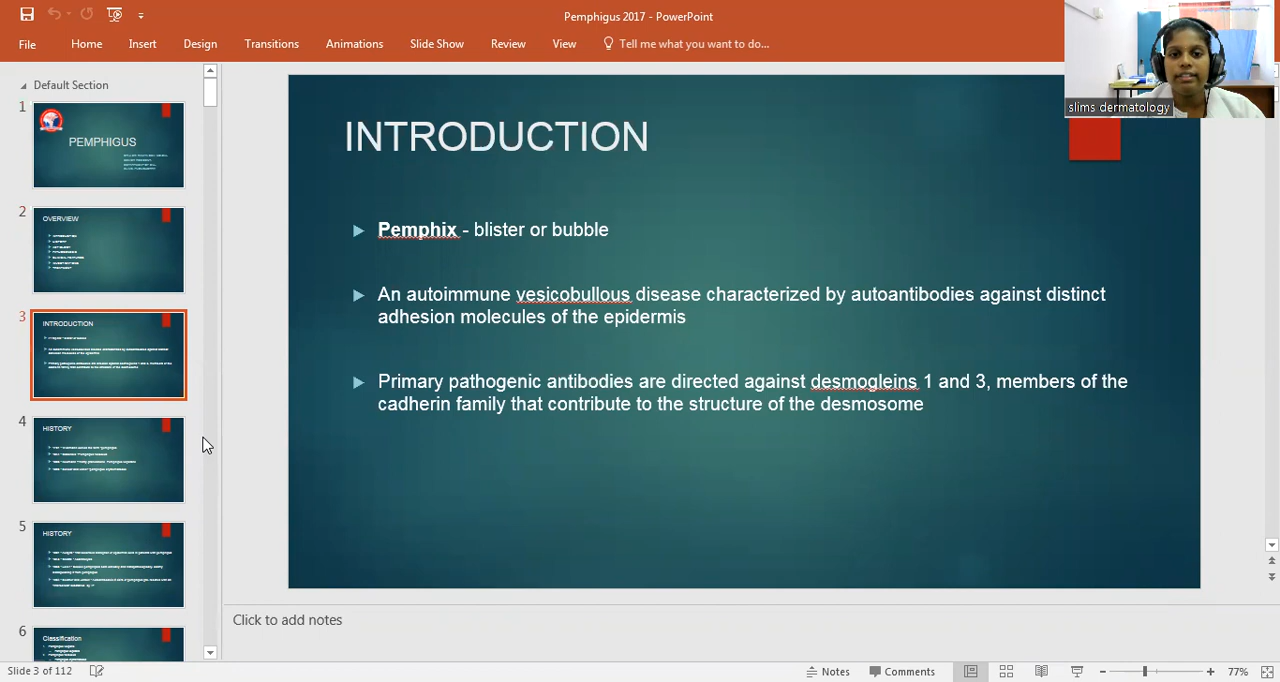 Pemphigus 2017 - PowerPoint
File Home Insert Design Transitions Animations Slide Show Review View Tell me what you want to do...
slims dermatology
Default Section
1
PEMPHIGUS
2
OVERVIEW
3
INTRODUCTION
4
HISTORY
5
HISTORY
6
Classification
INTRODUCTION
Pemphix - blister or bubble
An autoimmune vesicobullous disease characterized by autoantibodies against distinct
adhesion molecules of the epidermis
Primary pathogenic antibodies are directed against desmogleins 1 and 3, members of the
cadherin family that contribute to the structure of the desmosome
Click to add notes
Slide 3 of 112 Notes Comments 77%